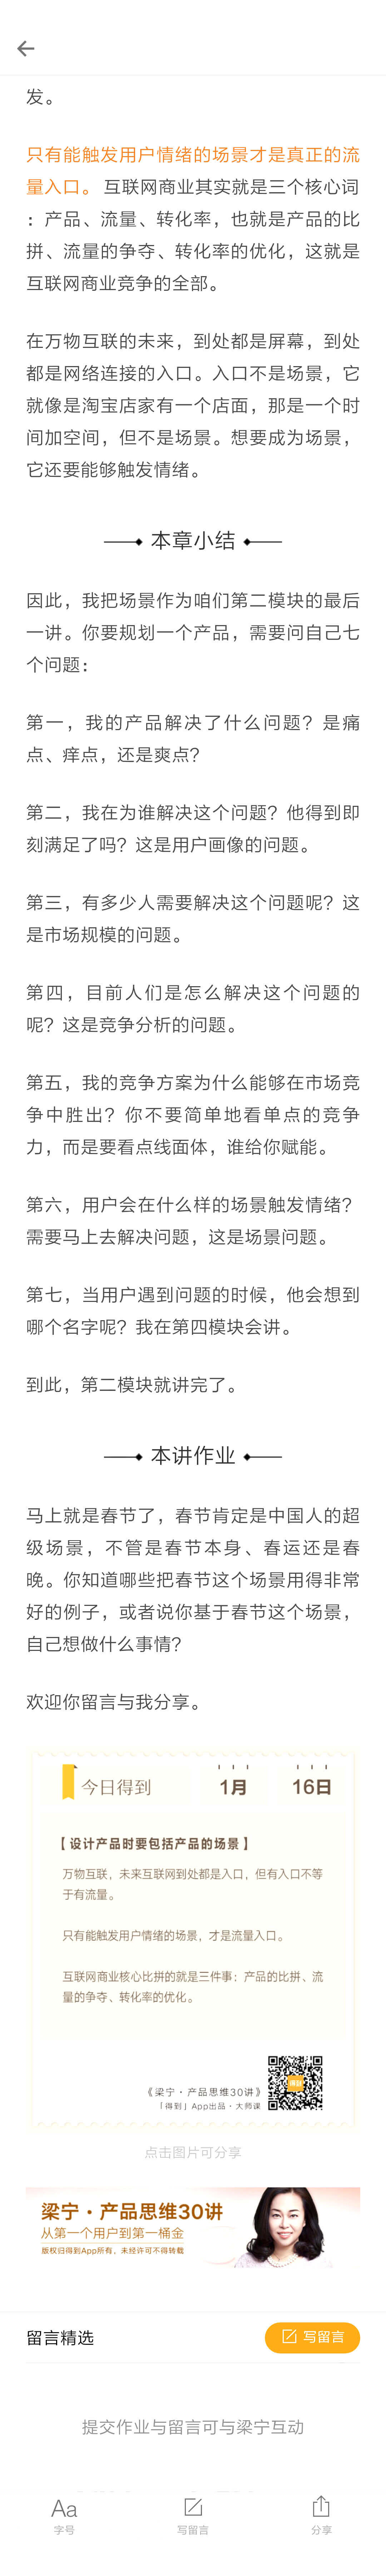 发。
只有能触发用户情绪的场景才是真正的流
量入口。互联网商业其实就是三个核心词
：产品、流量、转化率，也就是产品的比
拼、流量的争夺、转化率的优化，这就是
互联网商业竞争的全部。
在万物互联的未来，到处都是屏幕，到处
都是网络连接的入口。入口不是场景，它
就像是淘宝店家有一个店面，那是一个时
间加空间，但不是场景。想要成为场景，
它还要能够触发情绪。
本章小结
因此，我把场景作为咱们第二模块的最后
一讲。你要规划一个产品，需要问自己七
个问题：
第一，我的产品解决了什么问题？是痛
点、痒点，还是爽点？
第二，我在为谁解决这个问题？他得到即
刻满足了吗？这是用户画像的问题。
第三，有多少人需要解决这个问题呢？这
是市场规模的问题。
第四，目前人们是怎么解决这个问题的
呢？这是竞争分析的问题。
第五，我的竞争方案为什么能够在市场竞
争中胜出？你不要简单地看单点的竞争
力，而是要看点线面体，谁给你赋能。
第六，用户会在什么样的场景触发情绪？
需要马上去解决问题，这是场景问题。
第七，当用户遇到问题的时候，他会想到
哪个名字呢？我在第四模块会讲。
到此，第二模块就讲完了。
本讲作业
马上就是春节了，春节肯定是中国人的超
级场景，不管是春节本身、春运还是春
晚。你知道哪些把春节这个场景用得非常
好的例子，或者说你基于春节这个场景，
自己想做什么事情？
欢迎你留言与我分享。
今日得到 1月 16日
【设计产品时要包括产品的场景】
万物互联，未来互联网到处都是入口，但有入口不等
于有流量。
只有能触发用户情绪的场景，才是流量入口。
互联网商业核心比拼的就是三件事：产品的比拼、流
量的争夺、转化率的优化。
《梁宁·产品思维30讲》
「得到」App出品·大师课
得到
点击图片可分享
梁宁·产品思维30讲
从第一个用户到第一桶金
版权归得到App所有，未经许可不得转载
留言精选 写留言
提交作业与留言可与梁宁互动
Aa
字号 写留言 分享